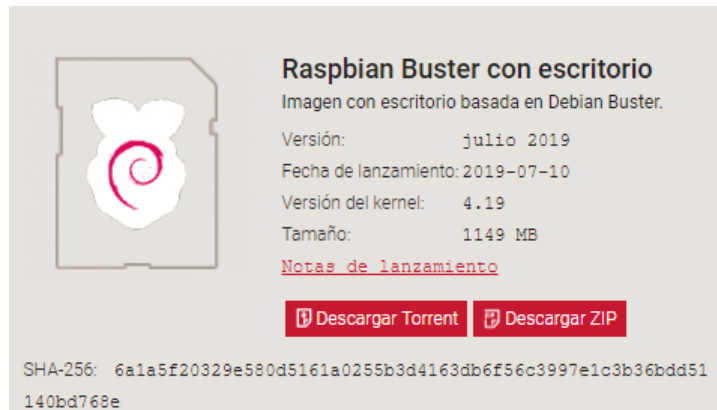 Raspbian Buster con escritorio
Imagen con escritorio basada en Debian Buster.
Versión: julio 2019
Fecha de lanzamiento: 2019-07-10
Versión del kernel: 4.19
Tamaño: 1149 MB
Notas de lanzamiento
Descargar Torrent Descargar ZIP
SHA-256: 6a1a5f20329e580d5161a0255b3d4163db6f56c3997e1c3b36bdd51
140bd768e